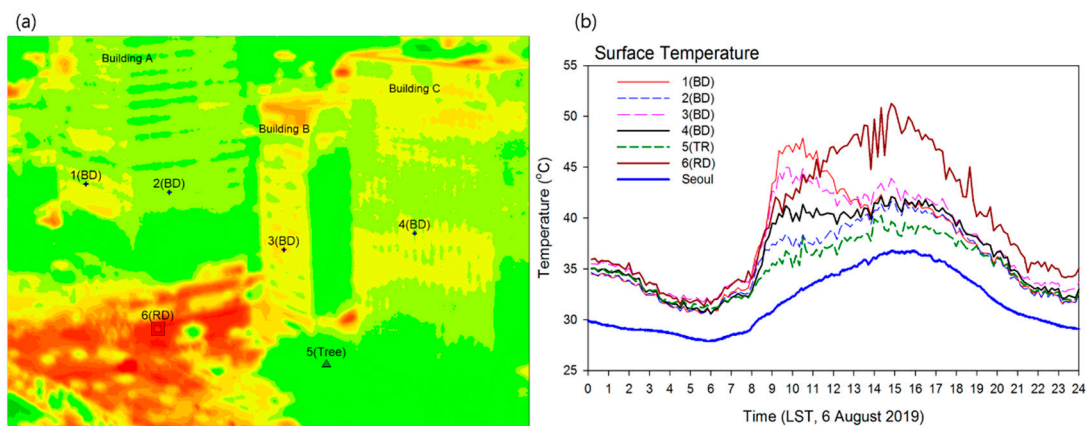 (a)
Building A
Building C
Building B
1(BD)
2(BD)
4(BD)
3(BD)
6(RD)
5(Tree)
(b)
Surface Temperature
55
50
45
40
35
30
25
Temperature (°C)
1(BD)
2(BD)
3(BD)
4(BD)
5(TR)
6(RD)
Seoul
0 1 2 3 4 5 6 7 8 9 10 11 12 13 14 15 16 17 18 19 20 21 22 23 24
Time (LST, 6 August 2019)